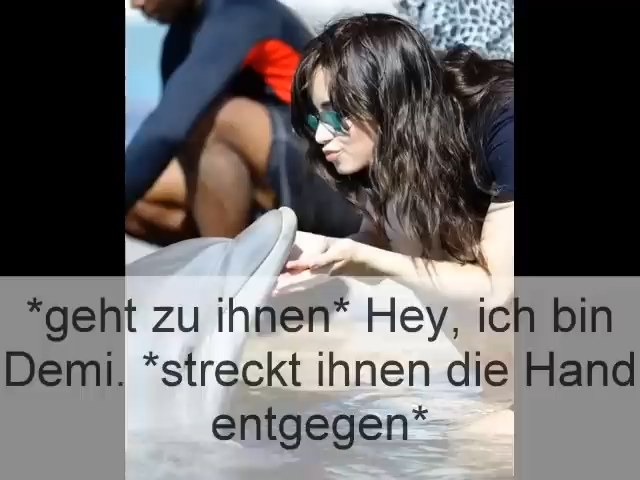 *geht zu ihnen* Hey, ich bin
Demi. *streckt ihnen die Hand
entgegen*